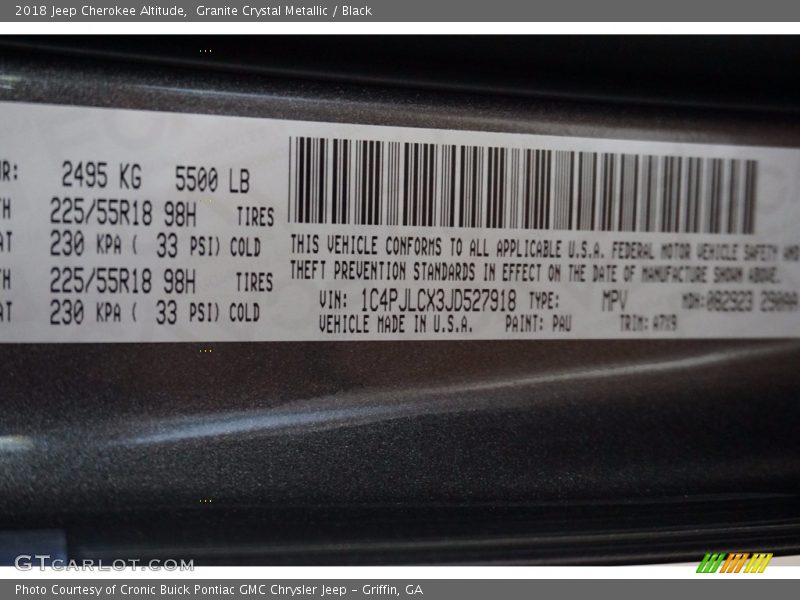 2018 Jeep Cherokee Altitude,  Granite Crystal Metallic / Black
2495 KG 5500 LB
225/55R18 98H TIRES
230 KPA ( 33 PSI) COLD
225/55R18 98H TIRES
230 KPA ( 33 PSI) COLD
THIS VEHICLE CONFORMS TO ALL APPLICABLE U.S.A. FEDERAL MOTOR VEHICLE SAFETY AND
THEFT PREVENTION STANDARDS IN EFFECT ON THE DATE OF MANUFACTURE SHOWN ABOVE.
VIN: 1C4PJLCX3JD527918 TYPE: MPV MDH:
VEHICLE MADE IN U.S.A. PAINT: PAU TRIM:
GTcarlot.com
Photo Courtesy of Cronic Buick Pontiac GMC Chrysler Jeep - Griffin, GA